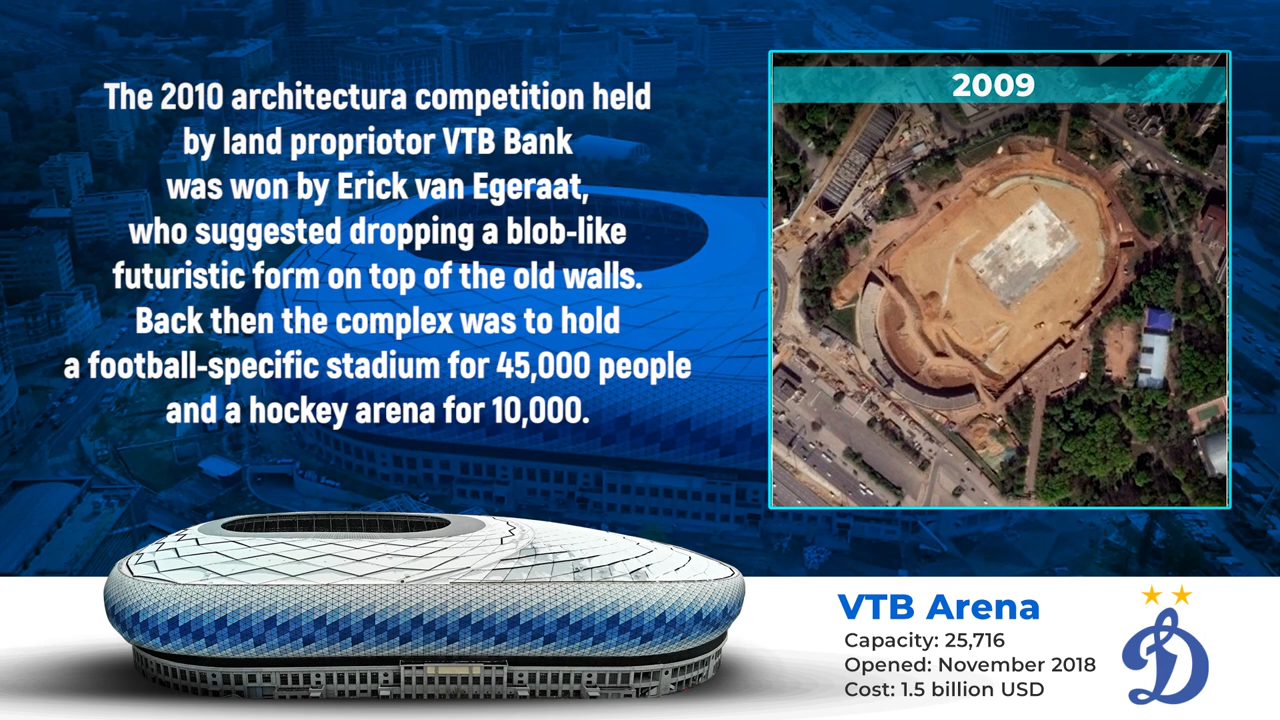 The 2010 architectura competition held
by land propriotor VTB Bank
was won by Erick van Egeraat,
who suggested dropping a blob-like
futuristic form on top of the old walls.
Back then the complex was to hold
a football-specific stadium for 45,000 people
and a hockey arena for 10,000.
2009
VTB Arena
Capacity: 25,716
Opened: November 2018
Cost: 1.5 billion USD